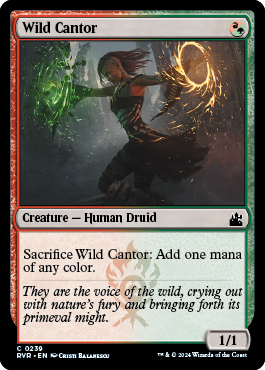 Wild Cantor
Creature — Human Druid
Sacrifice Wild Cantor: Add one mana
of any color.
They are the voice of the wild, crying out
with nature's fury and bringing forth its
primeval might.
1/1
C 0239
RVR • EN Cristi Balanescu
™ & © 2024 Wizards of the Coast